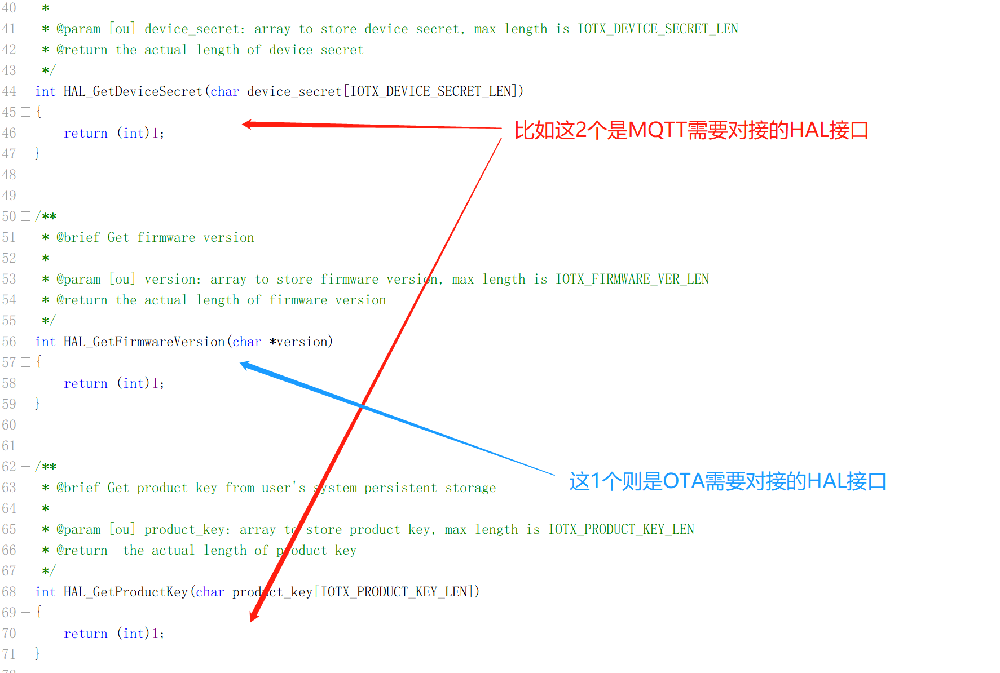 40 *
41 * @param [ou] device_secret: array to store device secret, max length is IOTX_DEVICE_SECRET_LEN
42 * @return the actual length of device secret
43 */
44 int HAL_GetDeviceSecret(char device_secret[IOTX_DEVICE_SECRET_LEN])
45 {
比如这2个是MQTT需要对接的HAL接口
46 return (int)1;
47 }
48
49
50 /**
51 * @brief Get firmware version
52 *
53 * @param [ou] version: array to store firmware version, max length is IOTX_FIRMWARE_VER_LEN
54 * @return the actual length of firmware version
55 */
56 int HAL_GetFirmwareVersion(char *version)
57 {
58 return (int)1;
59 }
60
61
62 /**
这1个则是OTA需要对接的HAL接口
63 * @brief Get product key from user's system persistent storage
64 *
65 * @param [ou] product_key: array to store product key, max length is IOTX_PRODUCT_KEY_LEN
66 * @return the actual length of product key
67 */
68 int HAL_GetProductKey(char product_key[IOTX_PRODUCT_KEY_LEN])
69 {
70 return (int)1;
71 }